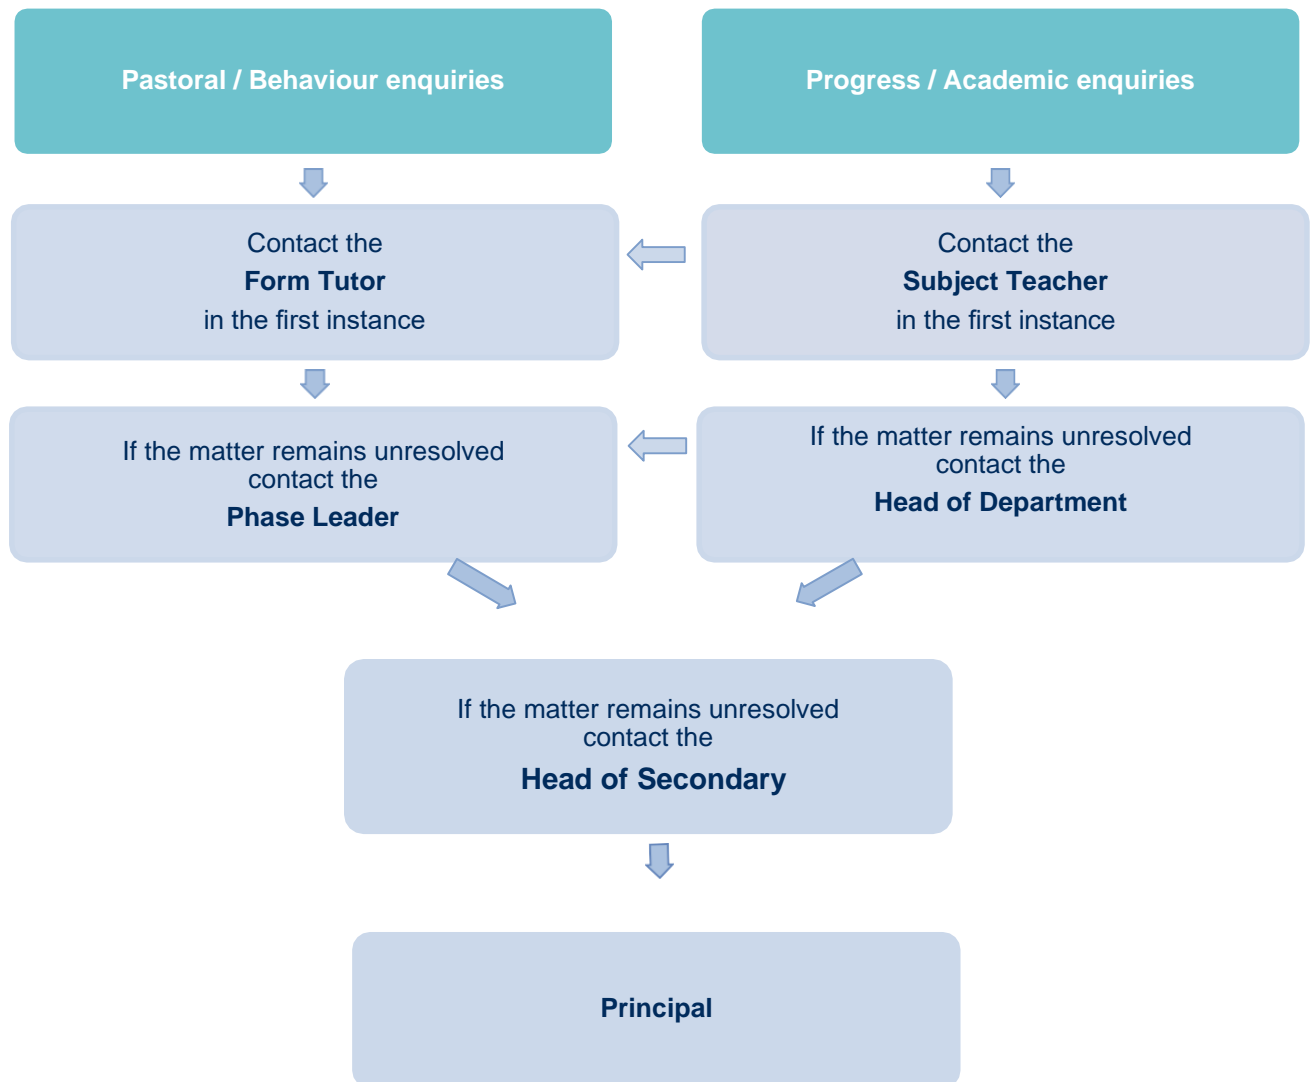 Pastoral / Behaviour enquiries
Progress / Academic enquiries
Contact the
Form Tutor
in the first instance
Contact the
Subject Teacher
in the first instance
If the matter remains unresolved
contact the
Phase Leader
If the matter remains unresolved
contact the
Head of Department
If the matter remains unresolved
contact the
Head of Secondary
Principal